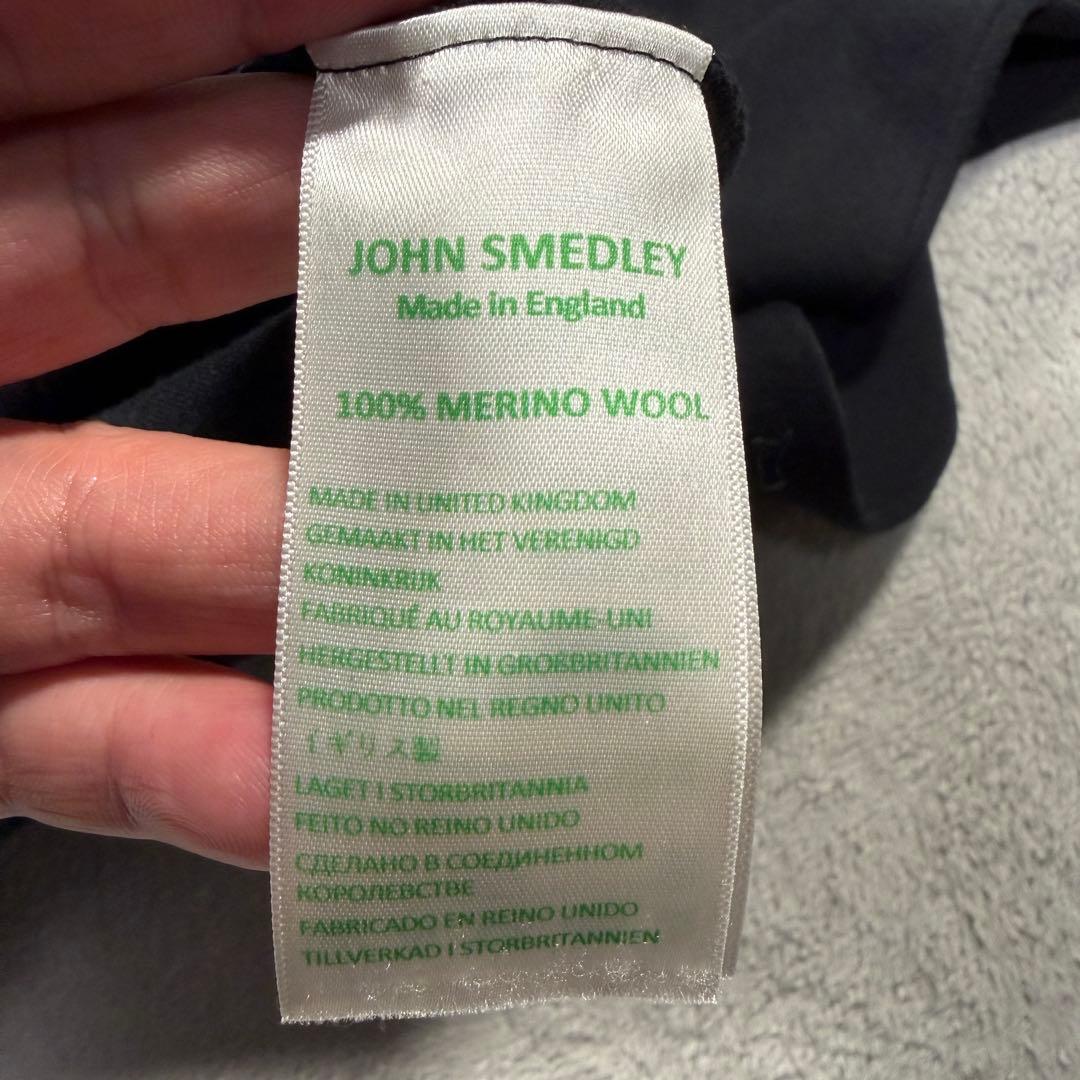 JOHN SMEDLEY
Made in England
100% MERINO WOOL
MADE IN UNITED KINGDOM
GEMAAKT IN HET VERENIGD
KONINKRIJK
FABRIQUÉ AU ROYAUME-UNI
HERGESTELLT IN GROßBRITANNIEN
PRODOTTO NEL REGNO UNITO
イギリス製
LAGET I STORBRITANNIA
FEITO NO REINO UNIDO
СДЕЛАНО В СОЕДИНЕННОМ
КОРОЛЕВСТВЕ
FABRICADO EN REINO UNIDO
TILLVERKAD I STORBRITANNIEN